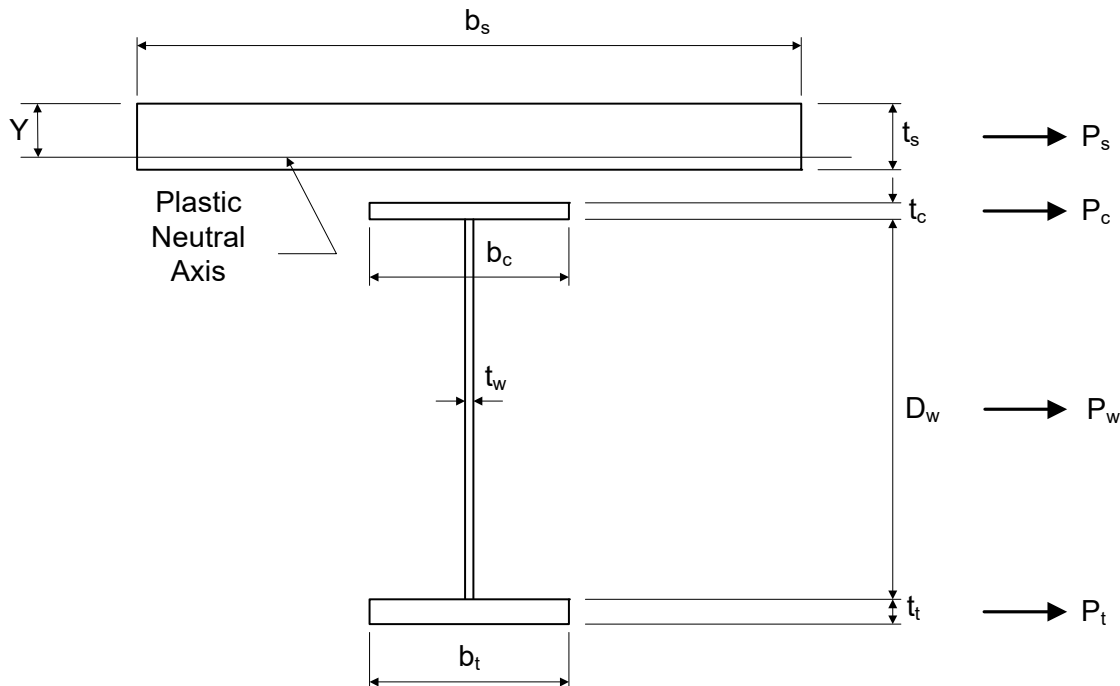 b_s
Y
t_s
P_s
Plastic
Neutral
Axis
t_c
P_c
b_c
t_w
D_w
P_w
t_t
P_t
b_t